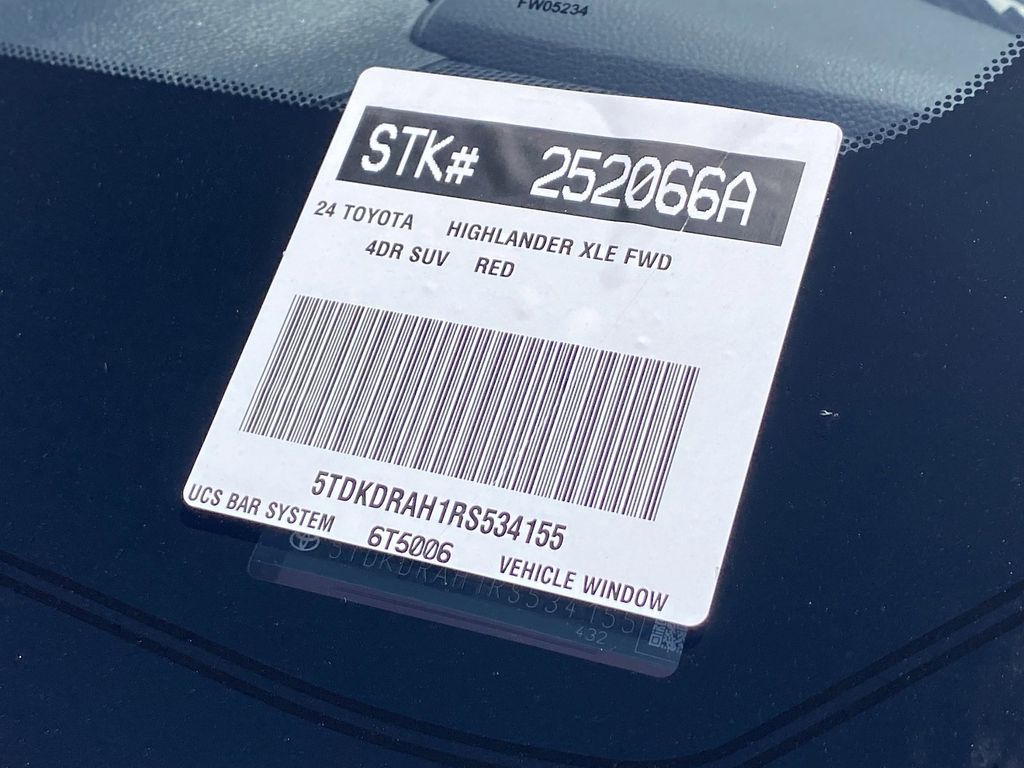 FW05234
STK# 252066A
24 TOYOTA HIGHLANDER XLE FWD
4DR SUV RED
5TDKDRAH1RS534155
UCS BAR SYSTEM 6T5006 VEHICLE WINDOW
5TDKDRAH1RS534155
432